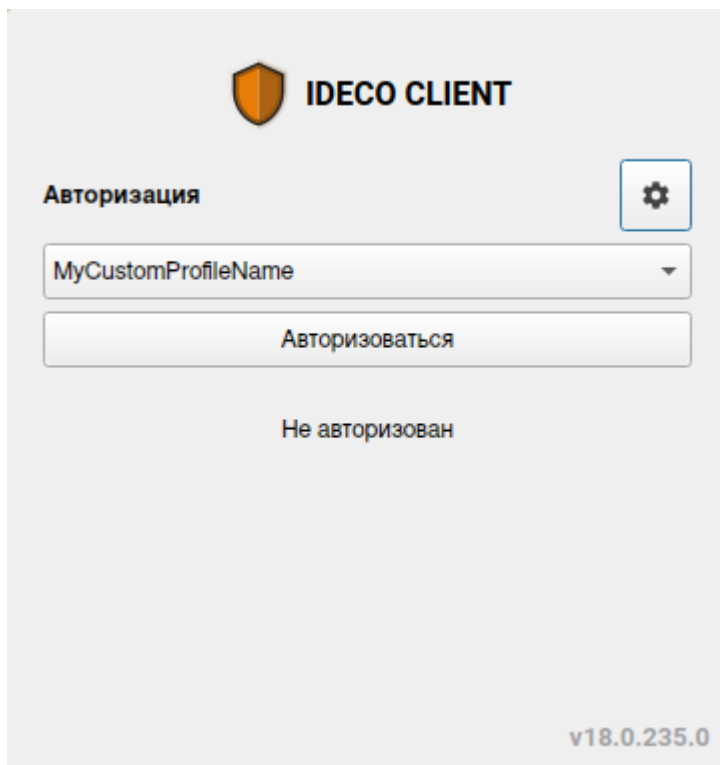 IDECO CLIENT
Авторизация
MyCustomProfileName
Авторизоваться
Не авторизован
v18.0.235.0